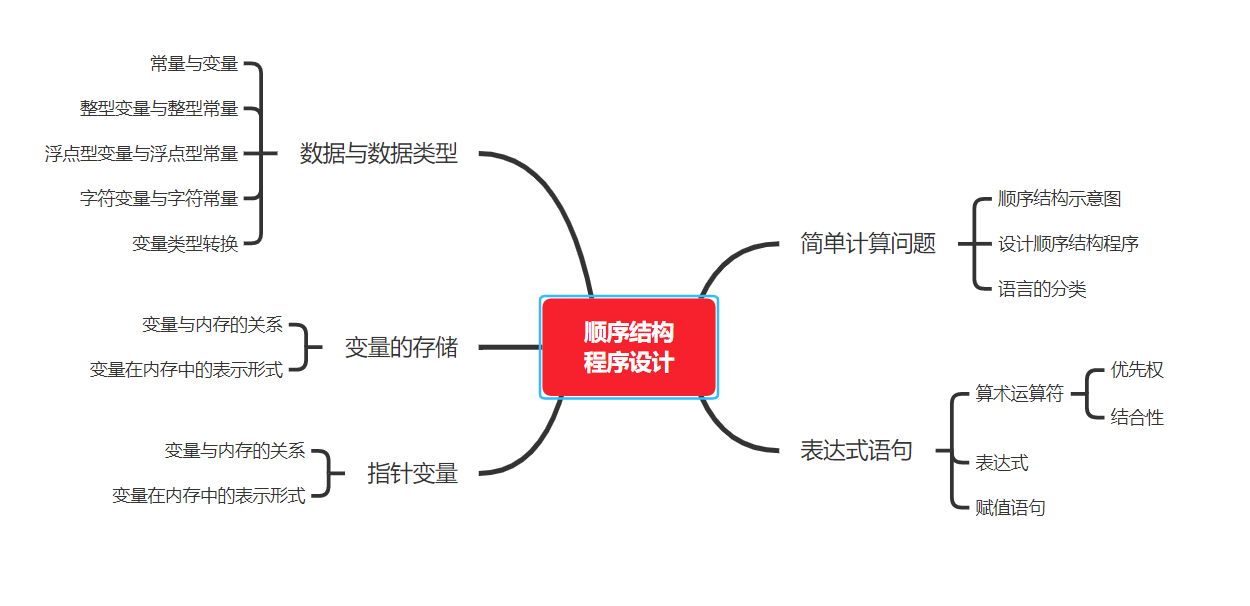 顺序结构
程序设计
数据与数据类型
常量与变量
整型变量与整型常量
浮点型变量与浮点型常量
字符变量与字符常量
变量类型转换
变量的存储
变量与内存的关系
变量在内存中的表示形式
指针变量
变量与内存的关系
变量在内存中的表示形式
简单计算问题
顺序结构示意图
设计顺序结构程序
语言的分类
表达式语句
算术运算符
优先权
结合性
表达式
赋值语句